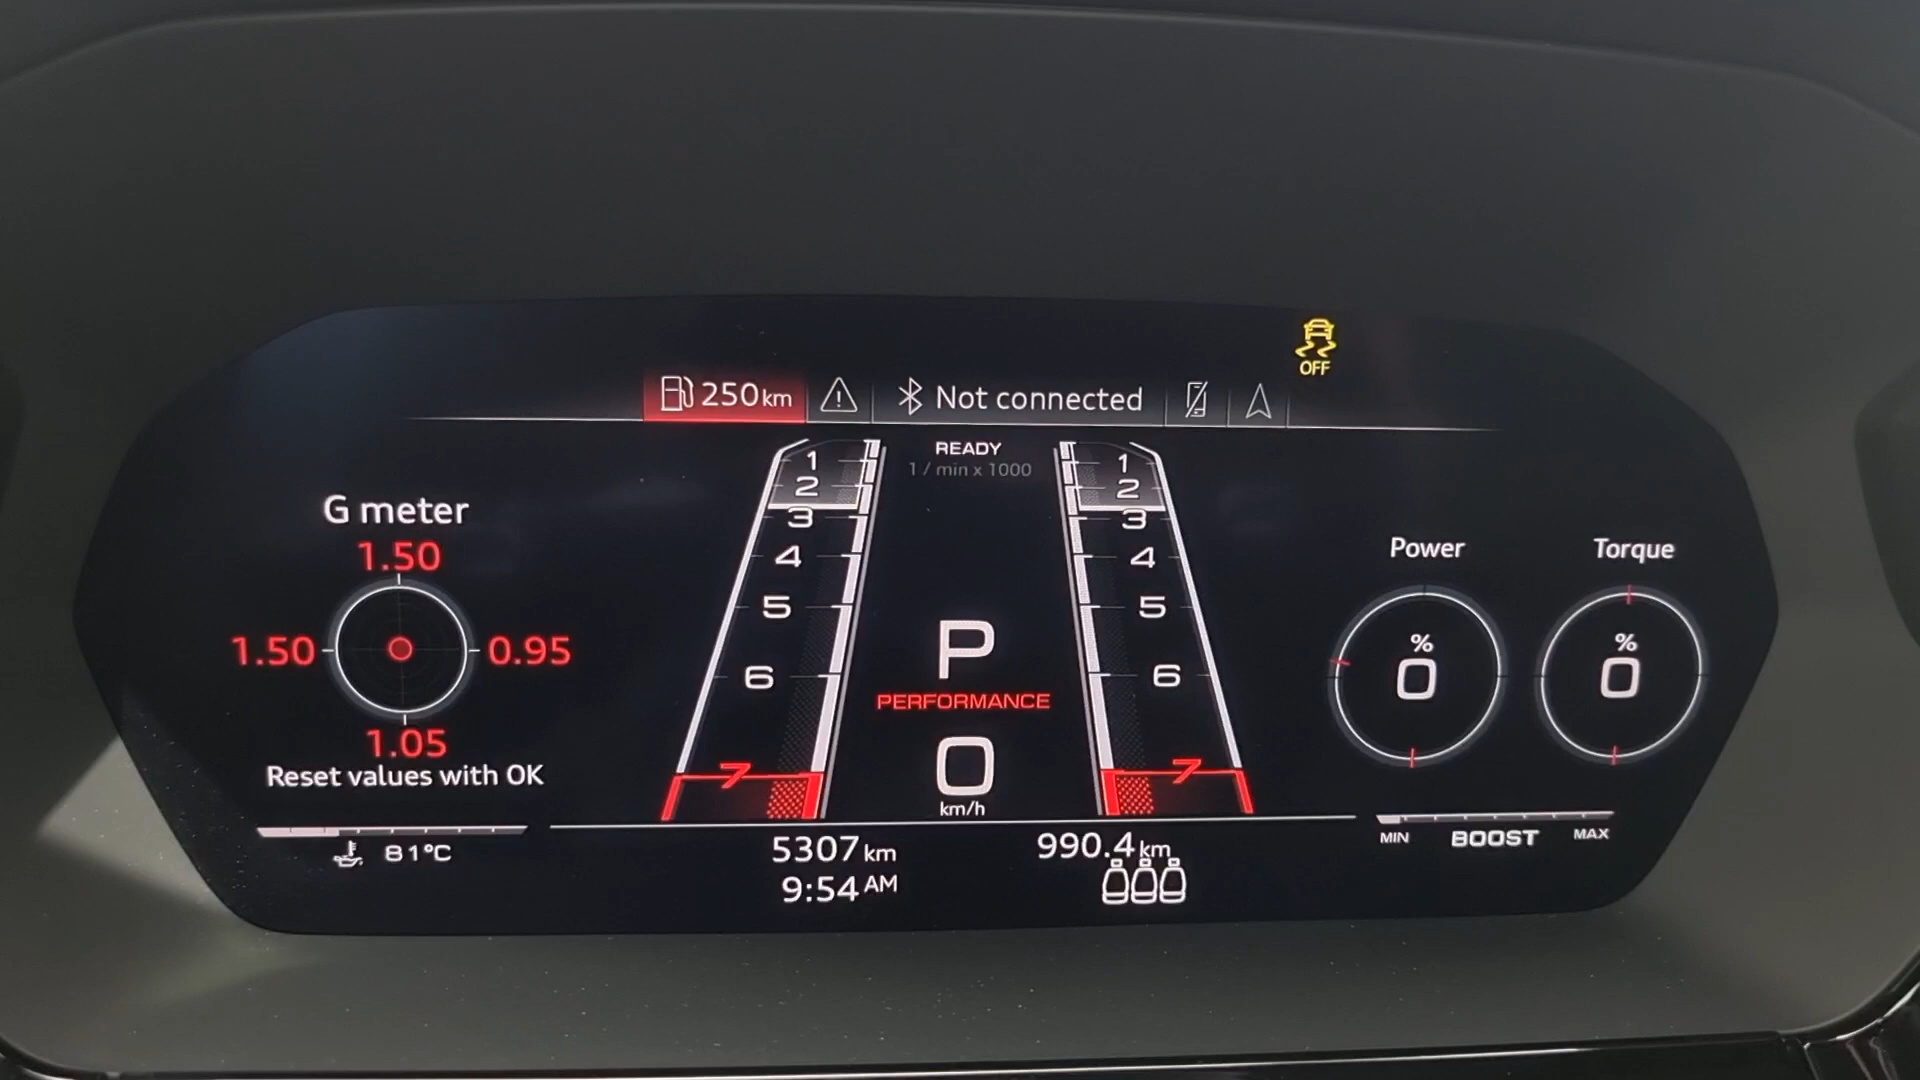 OFF
250 km
Not connected
READY
1 / min x 1000
1
2
3
4
5
6
7
1
2
3
4
5
6
7
G meter
1.50
1.50
0.95
1.05
Reset values with OK
81°C
P
PERFORMANCE
0
km/h
Power
%
0
Torque
%
0
MIN
BOOST
MAX
5307 km
990.4 km
9:54 AM